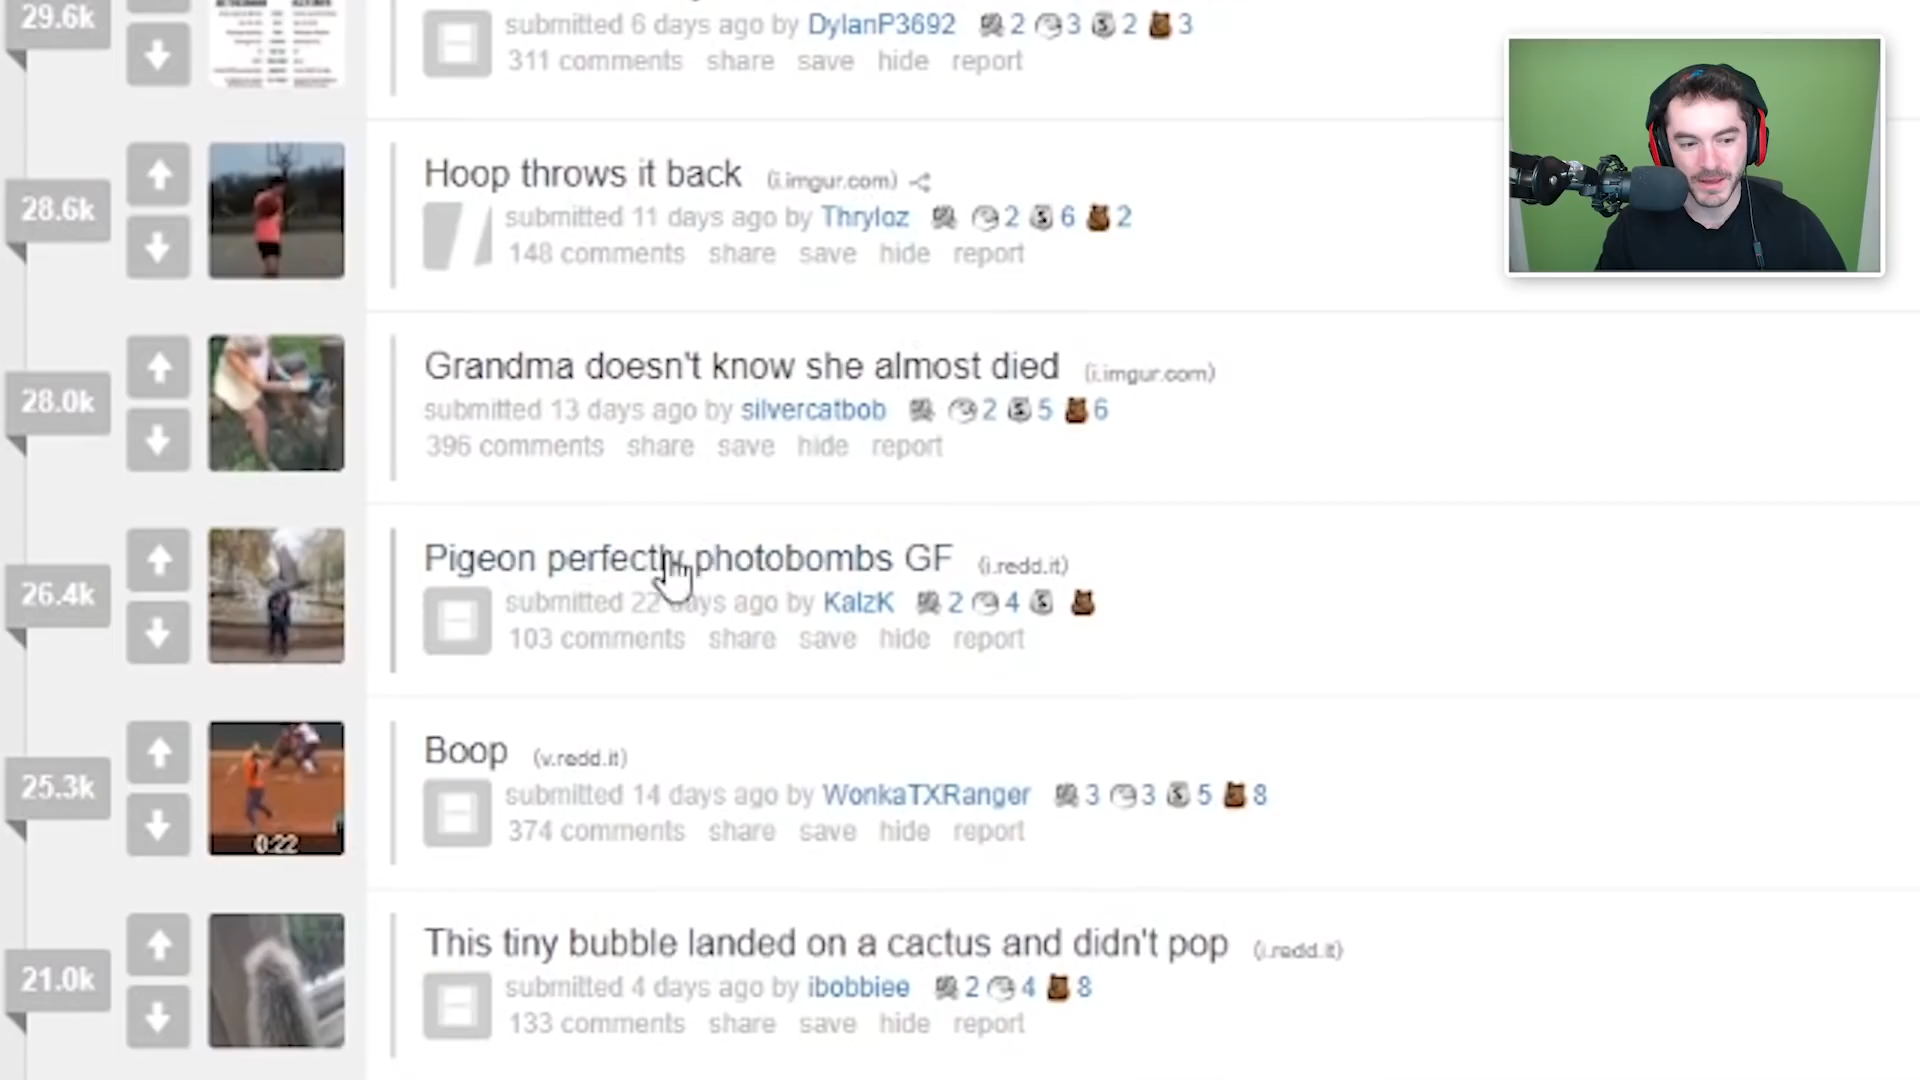 29.6k
submitted 6 days ago by DylanP3692 2 3 2 3
311 comments share save hide report
28.6k
Hoop throws it back (i.imgur.com)
submitted 11 days ago by Thryloz 2 6 2
148 comments share save hide report
28.0k
Grandma doesn't know she almost died (i.imgur.com)
submitted 13 days ago by silvercatbob 2 5 6
396 comments share save hide report
26.4k
Pigeon perfectly photobombs GF (i.redd.it)
submitted 22 days ago by KalzK 2 4
103 comments share save hide report
25.3k
Boop (v.redd.it)
submitted 14 days ago by WonkaTXRanger 3 3 5 8
374 comments share save hide report
0:22
21.0k
This tiny bubble landed on a cactus and didn't pop (i.redd.it)
submitted 4 days ago by ibobbiee 2 4 8
133 comments share save hide report